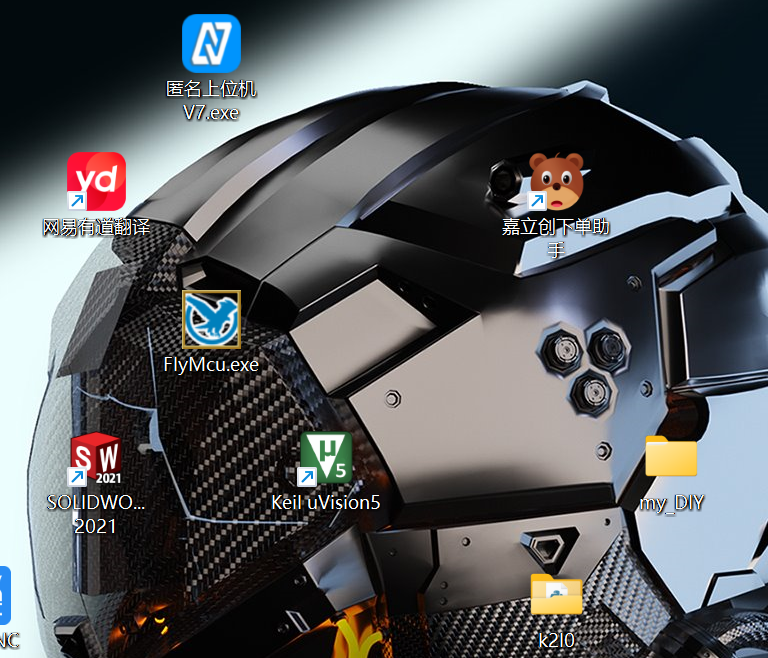 匿名上位机
V7.exe
yd
网易有道翻译
嘉立创下单助
手
FlyMcu.exe
SW
2021
SOLIDWO...
2021
μ
5
Keil uVision5
my_DIY
NC
k210